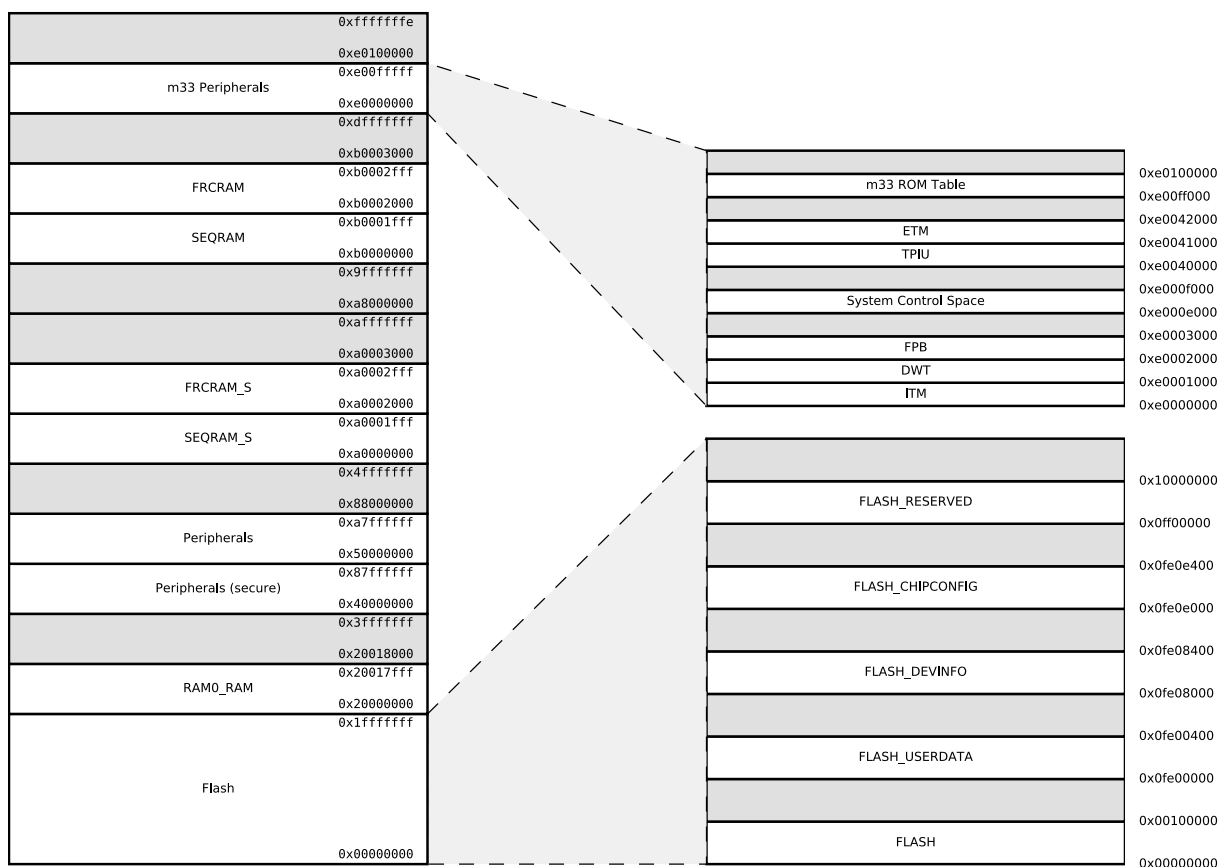 0xfffffffe
0xe0100000
0xe00fffff
m33 Peripherals
0xe0000000
0xdfffffff
0xb0003000
0xb0002fff
FRCRAM
0xb0002000
0xb0001fff
SEQRAM
0xb0000000
0x9fffffff
0xa8000000
0xafffffff
0xa0003000
0xa0002fff
FRCRAM_S
0xa0002000
0xa0001fff
SEQRAM_S
0xa0000000
0x4fffffff
0x88000000
0xa7ffffff
Peripherals
0x50000000
0x87ffffff
Peripherals (secure)
0x40000000
0x3fffffff
0x20018000
0x20017fff
RAM0_RAM
0x20000000
0x1fffffff
Flash
0x00000000
0xe0100000
m33 ROM Table
0xe00ff000
0xe0042000
ETM
0xe0041000
TPIU
0xe0040000
0xe000f000
System Control Space
0xe000e000
0xe0003000
FPB
0xe0002000
DWT
0xe0001000
ITM
0xe0000000
0x10000000
FLASH_RESERVED
0x0ff00000
0x0fe0e400
FLASH_CHIPCONFIG
0x0fe0e000
0x0fe08400
FLASH_DEVINFO
0x0fe08000
0x0fe00400
FLASH_USERDATA
0x0fe00000
0x00100000
FLASH
0x00000000